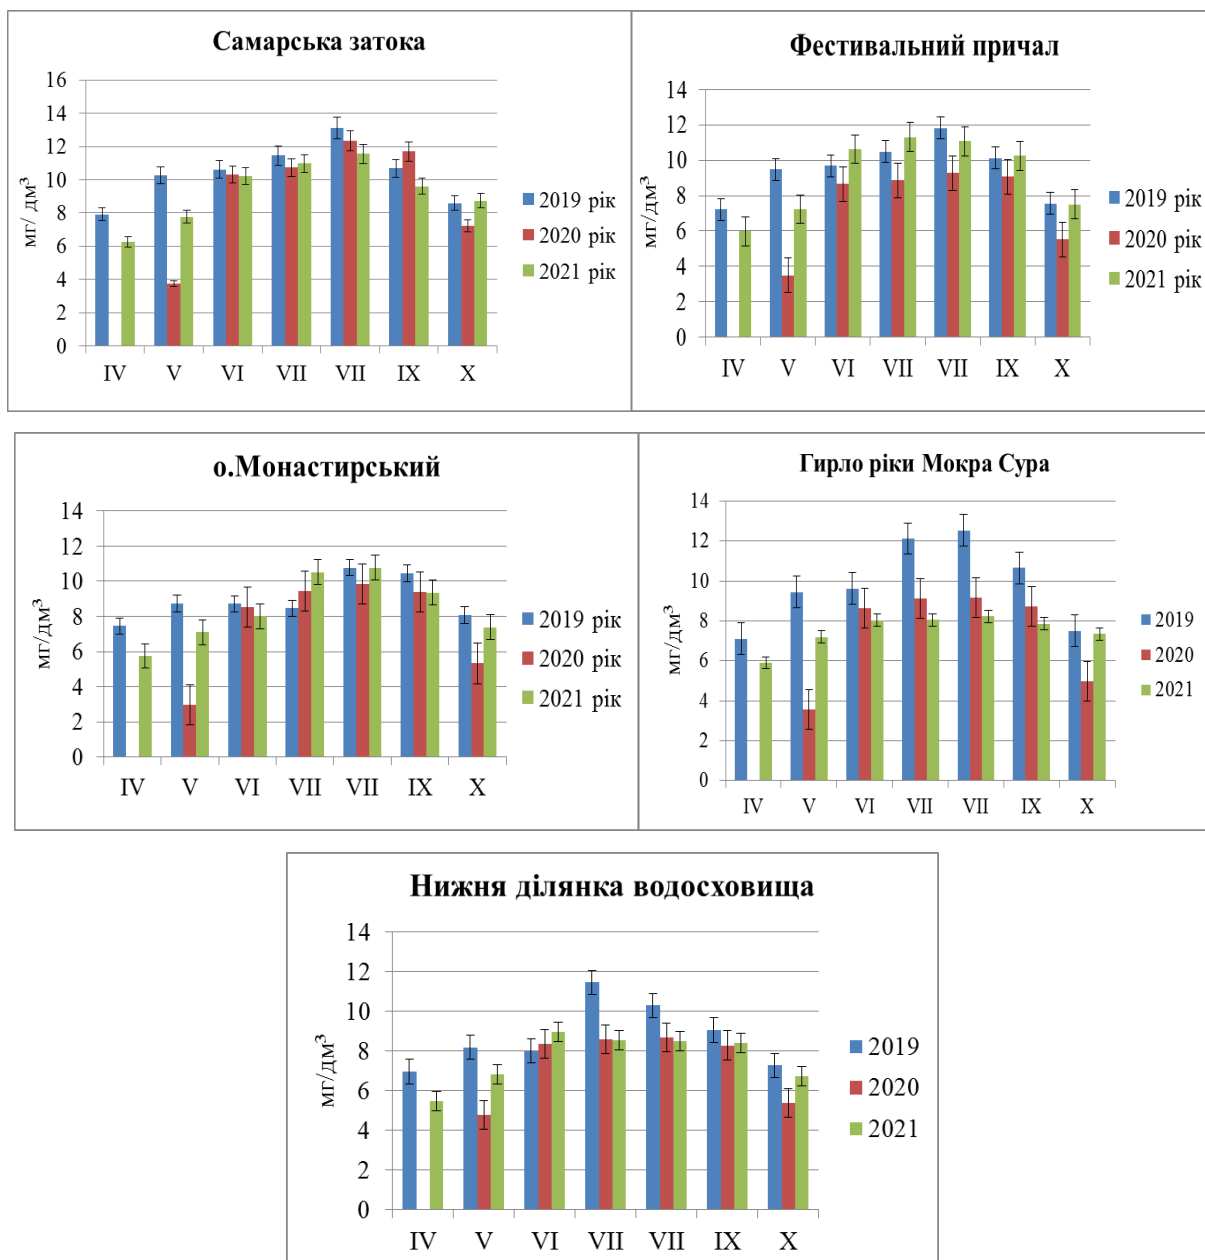 Самарська затока
мг/ дм³
16
14
12
10
8
6
4
2
0
IV V VI VII VII IX X
2019 рік
2020 рік
2021 рік
Фестивальний причал
мг/дм³
14
12
10
8
6
4
2
0
IV V VI VII VII IX X
2019 рік
2020 рік
2021 рік
о.Монастирський
мг/дм³
14
12
10
8
6
4
2
0
IV V VI VII VII IX X
2019 рік
2020 рік
2021 рік
Гирло ріки Мокра Сура
мг/дм³
14
12
10
8
6
4
2
0
IV V VI VII VII IX X
2019
2020
2021
Нижня ділянка водосховища
мг/дм³
14
12
10
8
6
4
2
0
IV V VI VII VII IX X
2019
2020
2021